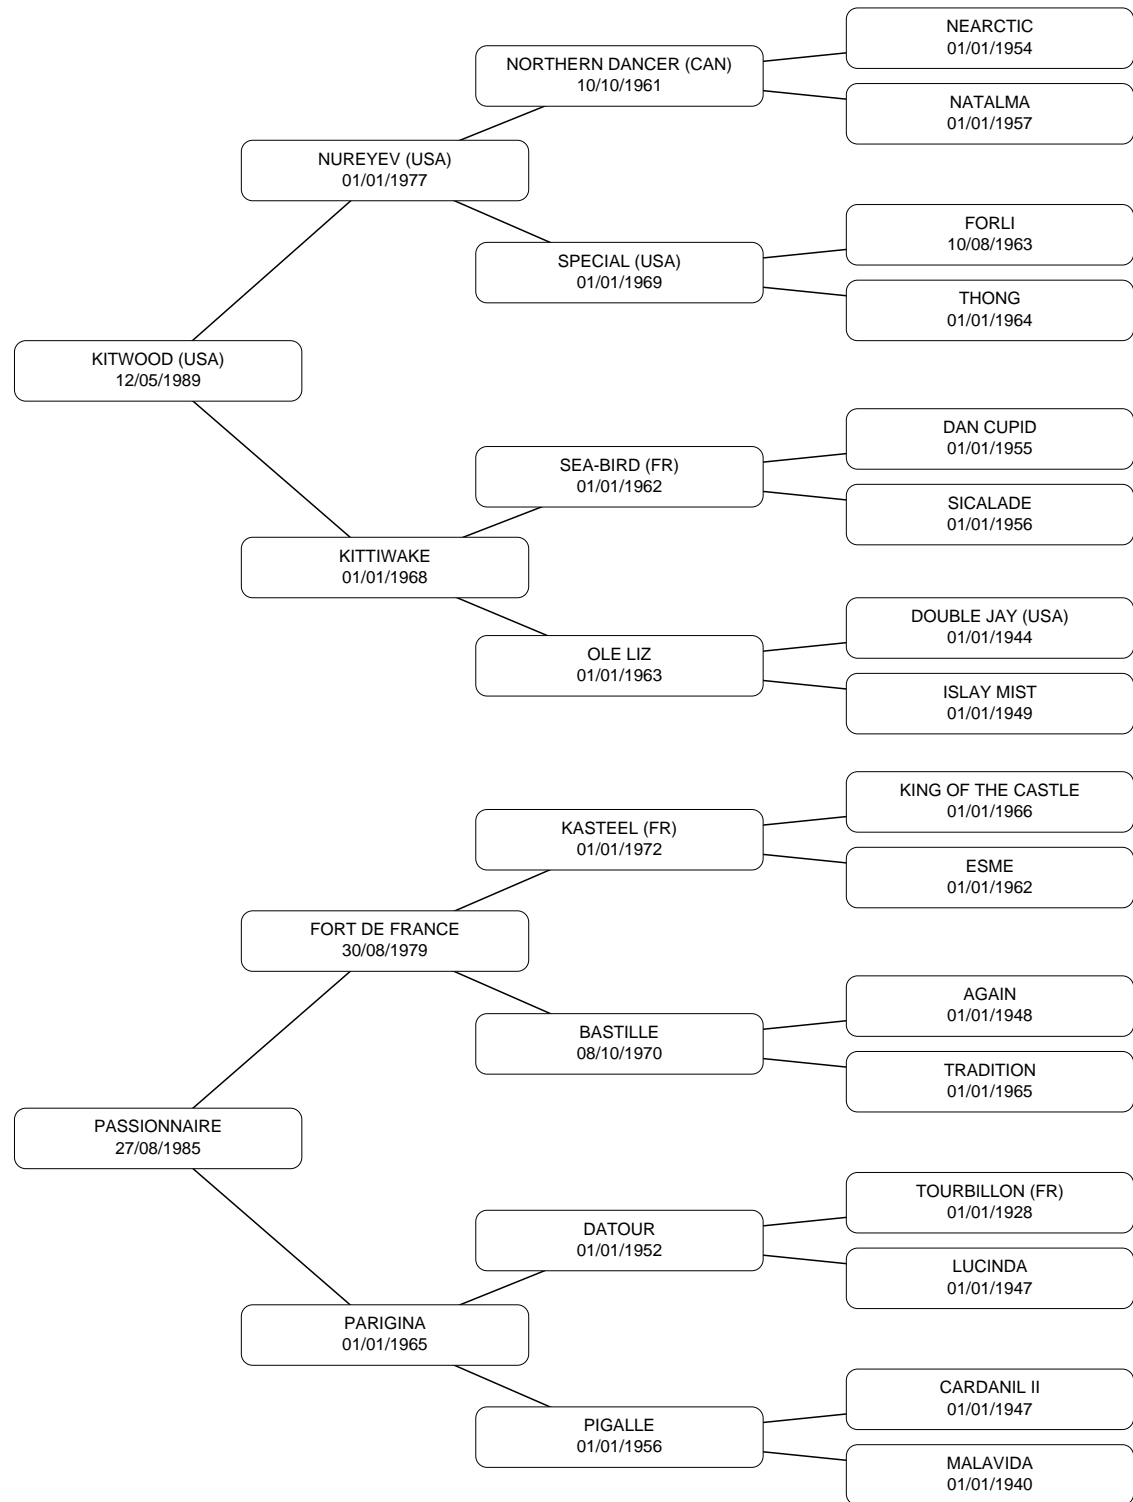 NEARCTIC
01/01/1954
NORTHERN DANCER (CAN)
10/10/1961
NATALMA
01/01/1957
NUREYEV (USA)
01/01/1977
FORLI
10/08/1963
SPECIAL (USA)
01/01/1969
THONG
01/01/1964
KITWOOD (USA)
12/05/1989
DAN CUPID
01/01/1955
SEA-BIRD (FR)
01/01/1962
SICALADE
01/01/1956
KITTIWAKE
01/01/1968
DOUBLE JAY (USA)
01/01/1944
OLE LIZ
01/01/1963
ISLAY MIST
01/01/1949
KING OF THE CASTLE
01/01/1966
KASTEEL (FR)
01/01/1972
ESME
01/01/1962
FORT DE FRANCE
30/08/1979
AGAIN
01/01/1948
BASTILLE
08/10/1970
TRADITION
01/01/1965
PASSIONNAIRE
27/08/1985
TOURBILLON (FR)
01/01/1928
DATOUR
01/01/1952
LUCINDA
01/01/1947
PARIGINA
01/01/1965
CARDANIL II
01/01/1947
PIGALLE
01/01/1956
MALAVIDA
01/01/1940